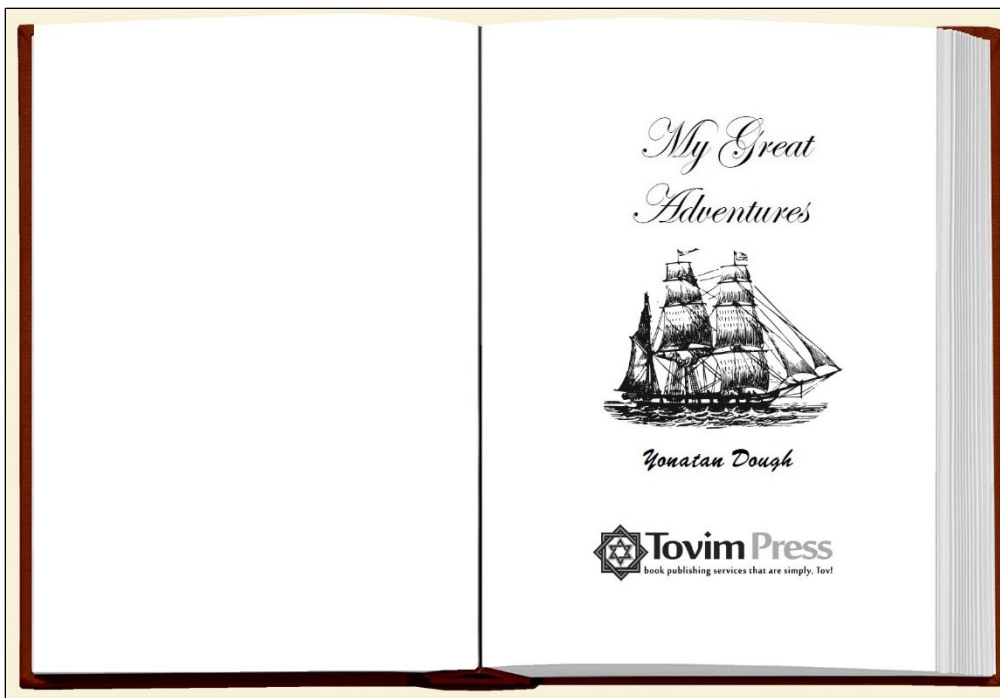 My Great
Adventures
Yonatan Dough
Tovim Press
book publishing services that are simply, Tov!